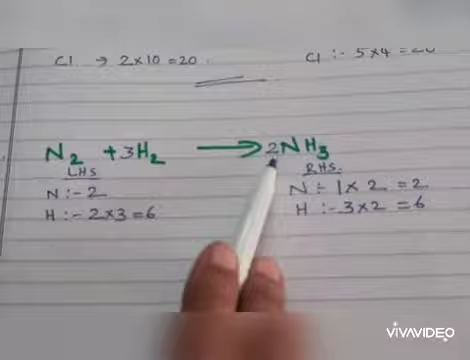 Cl → 2×10=20
Cl :- 5×4=20
N₂ + 3H₂ → 2NH₃
LHS
RHS.
N :- 2
N :- 1×2 = 2
H :- 2×3 = 6
H :- 3×2 = 6
VIVAVIDEO